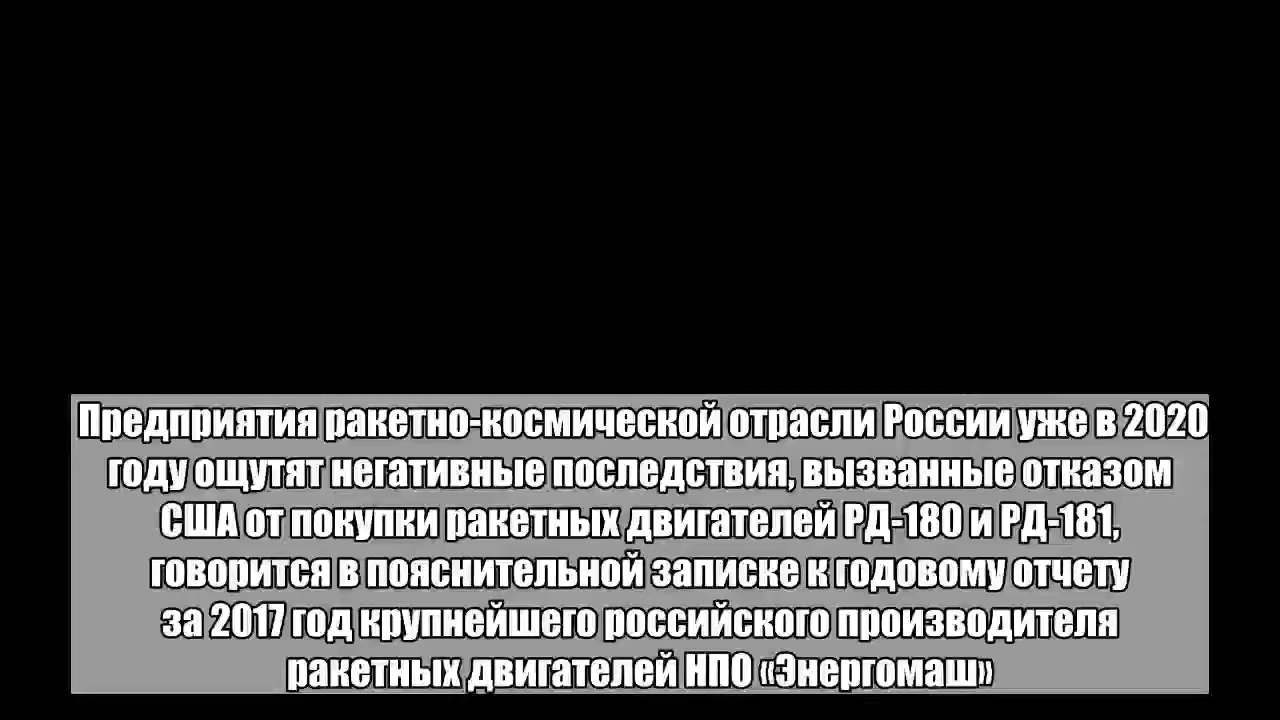 Предприятия ракетно-космической отрасли России уже в 2020
году ощутят негативные последствия, вызванные отказом
США от покупки ракетных двигателей РД-180 и РД-181,
говорится в пояснительной записке к годовому отчету
за 2017 год крупнейшего российского производителя
ракетных двигателей НПО «Энергомаш»